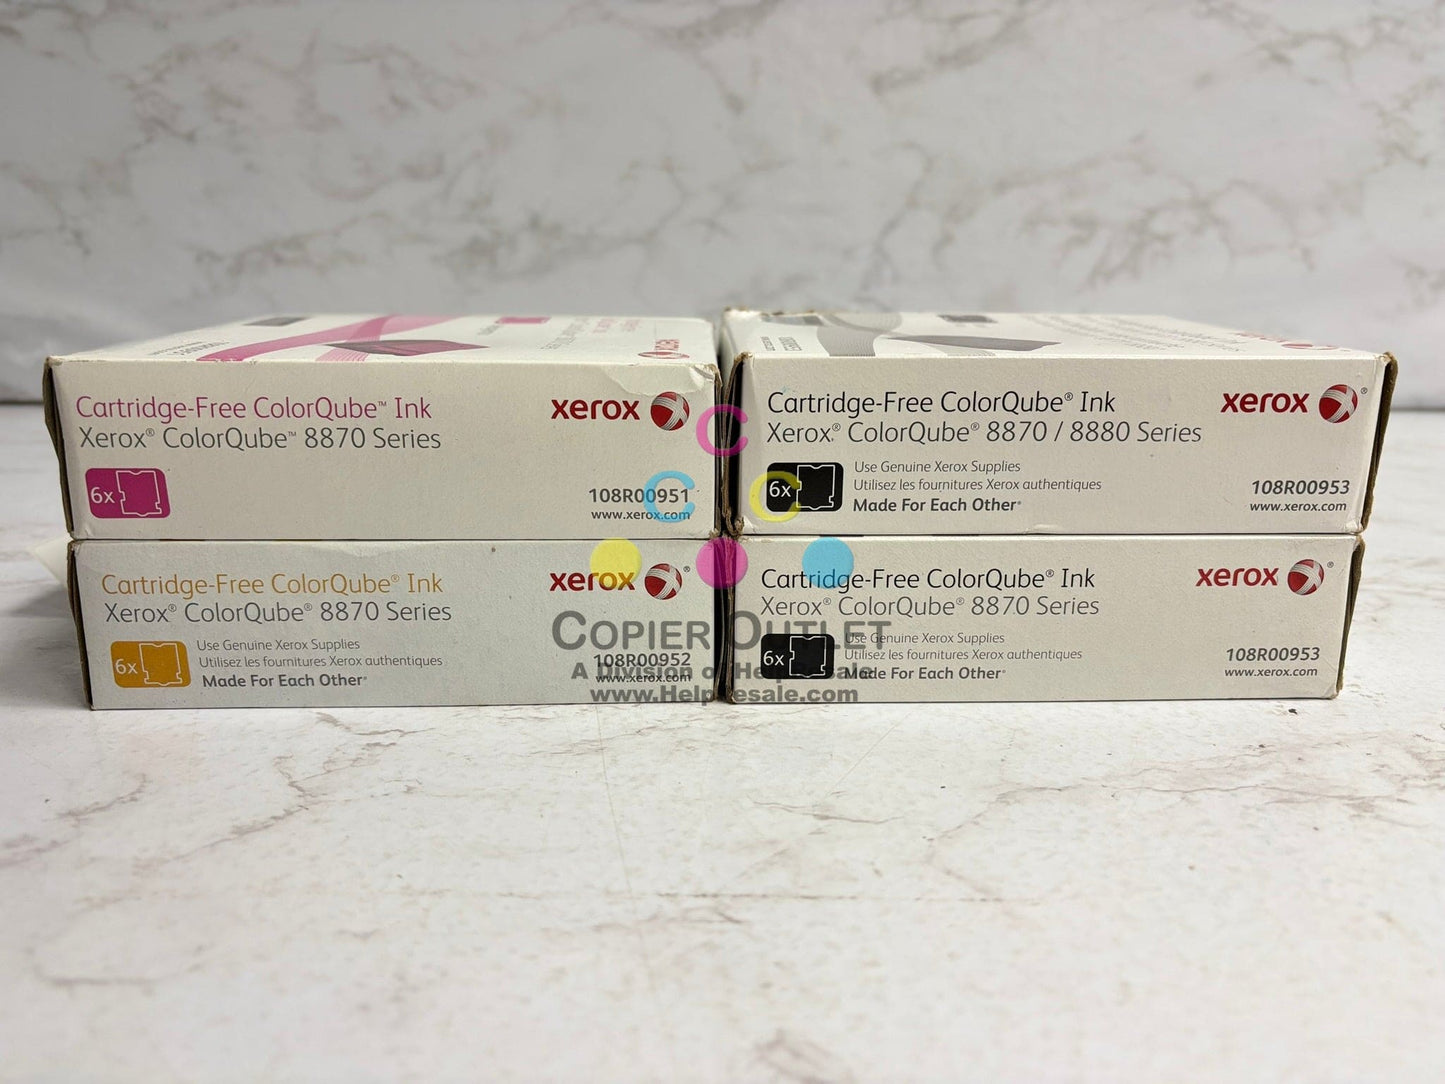 Cartridge-Free ColorQube™ Ink
Xerox® ColorQube™ 8870 Series
6x
xerox
108R00951
www.xerox.com
Cartridge-Free ColorQube® Ink
Xerox® ColorQube® 8870 / 8880 Series
6x
Use Genuine Xerox Supplies
Utilisez les fournitures Xerox authentiques
Made For Each Other®
xerox ®
108R00953
www.xerox.com
Cartridge-Free ColorQube® Ink
Xerox® ColorQube® 8870 Series
6x
Use Genuine Xerox Supplies
Utilisez les fournitures Xerox authentiques
Made For Each Other®
xerox ®
108R00952
www.xerox.com
Cartridge-Free ColorQube® Ink
Xerox® ColorQube® 8870 Series
6x
Use Genuine Xerox Supplies
Utilisez les fournitures Xerox authentiques
Made For Each Other®
xerox ®
108R00953
www.xerox.com
C
C C
COPIER OUTLET
A Division of